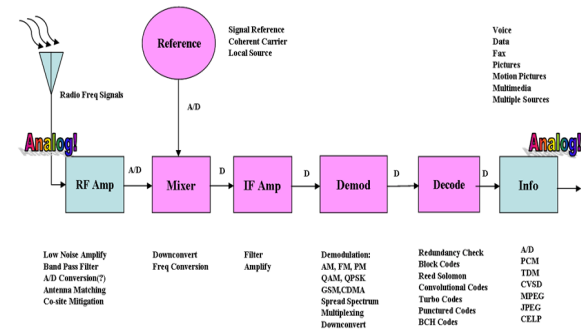 Reference
Signal Reference
Coherent Carrier
Local Source
Voice
Data
Fax
Pictures
Motion Pictures
Multimedia
Multiple Sources
Radio Freq Signals
A/D
Analog!
Analog!
RF Amp
A/D
Mixer
D
IF Amp
D
Demod
D
Decode
D
Info
Low Noise Amplify
Band Pass Filter
A/D Conversion(?)
Antenna Matching
Co-site Mitigation
Downconvert
Freq Conversion
Filter
Amplify
Demodulation:
AM, FM, PM
QAM, QPSK
GSM,CDMA
Spread Spectrum
Multiplexing
Downconvert
Redundancy Check
Block Codes
Reed Solomon
Convolutional Codes
Turbo Codes
Punctured Codes
BCH Codes
A/D
PCM
TDM
CVSD
MPEG
JPEG
CELP